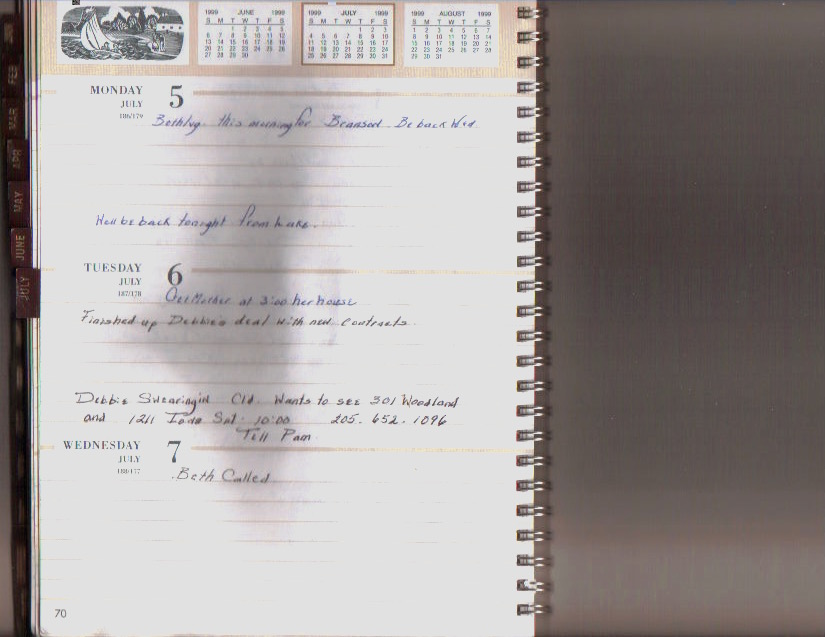 1999 JUNE 1999
S M T W T F S
1 2 3 4 5
6 7 8 9 10 11 12
13 14 15 16 17 18 19
20 21 22 23 24 25 26
27 28 29 30
1999 JULY 1999
S M T W T F S
1 2 3
4 5 6 7 8 9 10
11 12 13 14 15 16 17
18 19 20 21 22 23 24
25 26 27 28 29 30 31
1999 AUGUST 1999
S M T W T F S
1 2 3 4 5 6 7
8 9 10 11 12 13 14
15 16 17 18 19 20 21
22 23 24 25 26 27 28
29 30 31
FEB
MAR
APR
MAY
JUNE
JULY
MONDAY 5
JULY
186/179
this morning for Branson Be back Wed.
Will be back tonight from Lake.
TUESDAY 6
JULY
187/178
Get Mother at 3:00 her house
Finished up Debbie's deal with new contracts
Debbie Swearingin Cld. Wants to see 301 Woodland
and 1211 Sat. 10:00 205-652-1096
Tell Pam
WEDNESDAY 7
JULY
188/177
Beth Called
70